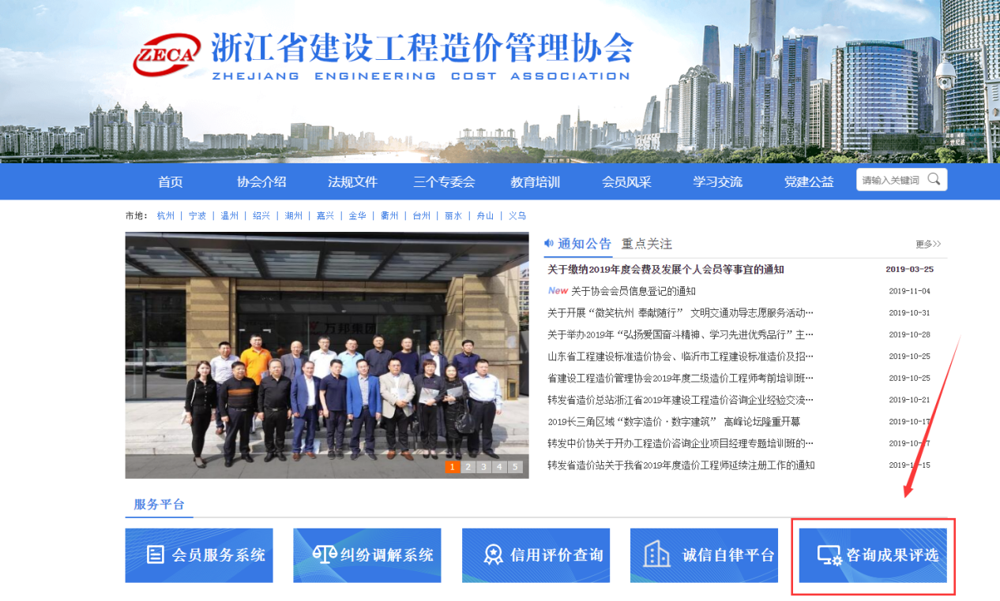 ZECA 浙江省建设工程造价管理协会
ZHEJIANG ENGINEERING COST ASSOCIATION
首页 协会介绍 法规文件 三个专委会 教育培训 会员风采 学习交流 党建公益 请输入关键词
市地: 杭州 | 宁波 | 温州 | 绍兴 | 湖州 | 嘉兴 | 金华 | 衢州 | 台州 | 丽水 | 舟山 | 义乌
万邦集团
1 2 3 4 5
通知公告 重点关注 更多>>
关于缴纳2019年度会费及发展个人会员等事宜的通知 2019-03-25
New 关于协会会员信息登记的通知 2019-11-04
关于开展“微笑杭州 奉献随行” 文明交通劝导志愿服务活动… 2019-10-31
关于举办2019年“弘扬爱国奋斗精神、学习先进优秀品行”主… 2019-10-28
山东省工程建设标准造价协会、临沂市工程建设标准造价及招… 2019-10-25
省建设工程造价管理协会2019年度二级造价工程师考前培训班… 2019-10-25
转发省造价总站浙江省2019年建设工程造价咨询企业经验交流… 2019-10-21
2019长三角区域“数字造价·数字建筑” 高峰论坛隆重开幕 2019-10-17
转发中价协关于开办工程造价咨询企业项目经理专题培训班的… 2019-10-17
转发省造价站关于我省2019年度造价工程师延续注册工作的通知 2019-10-15
服务平台
会员服务系统 纠纷调解系统 信用评价查询 诚信自律平台 咨询成果评选